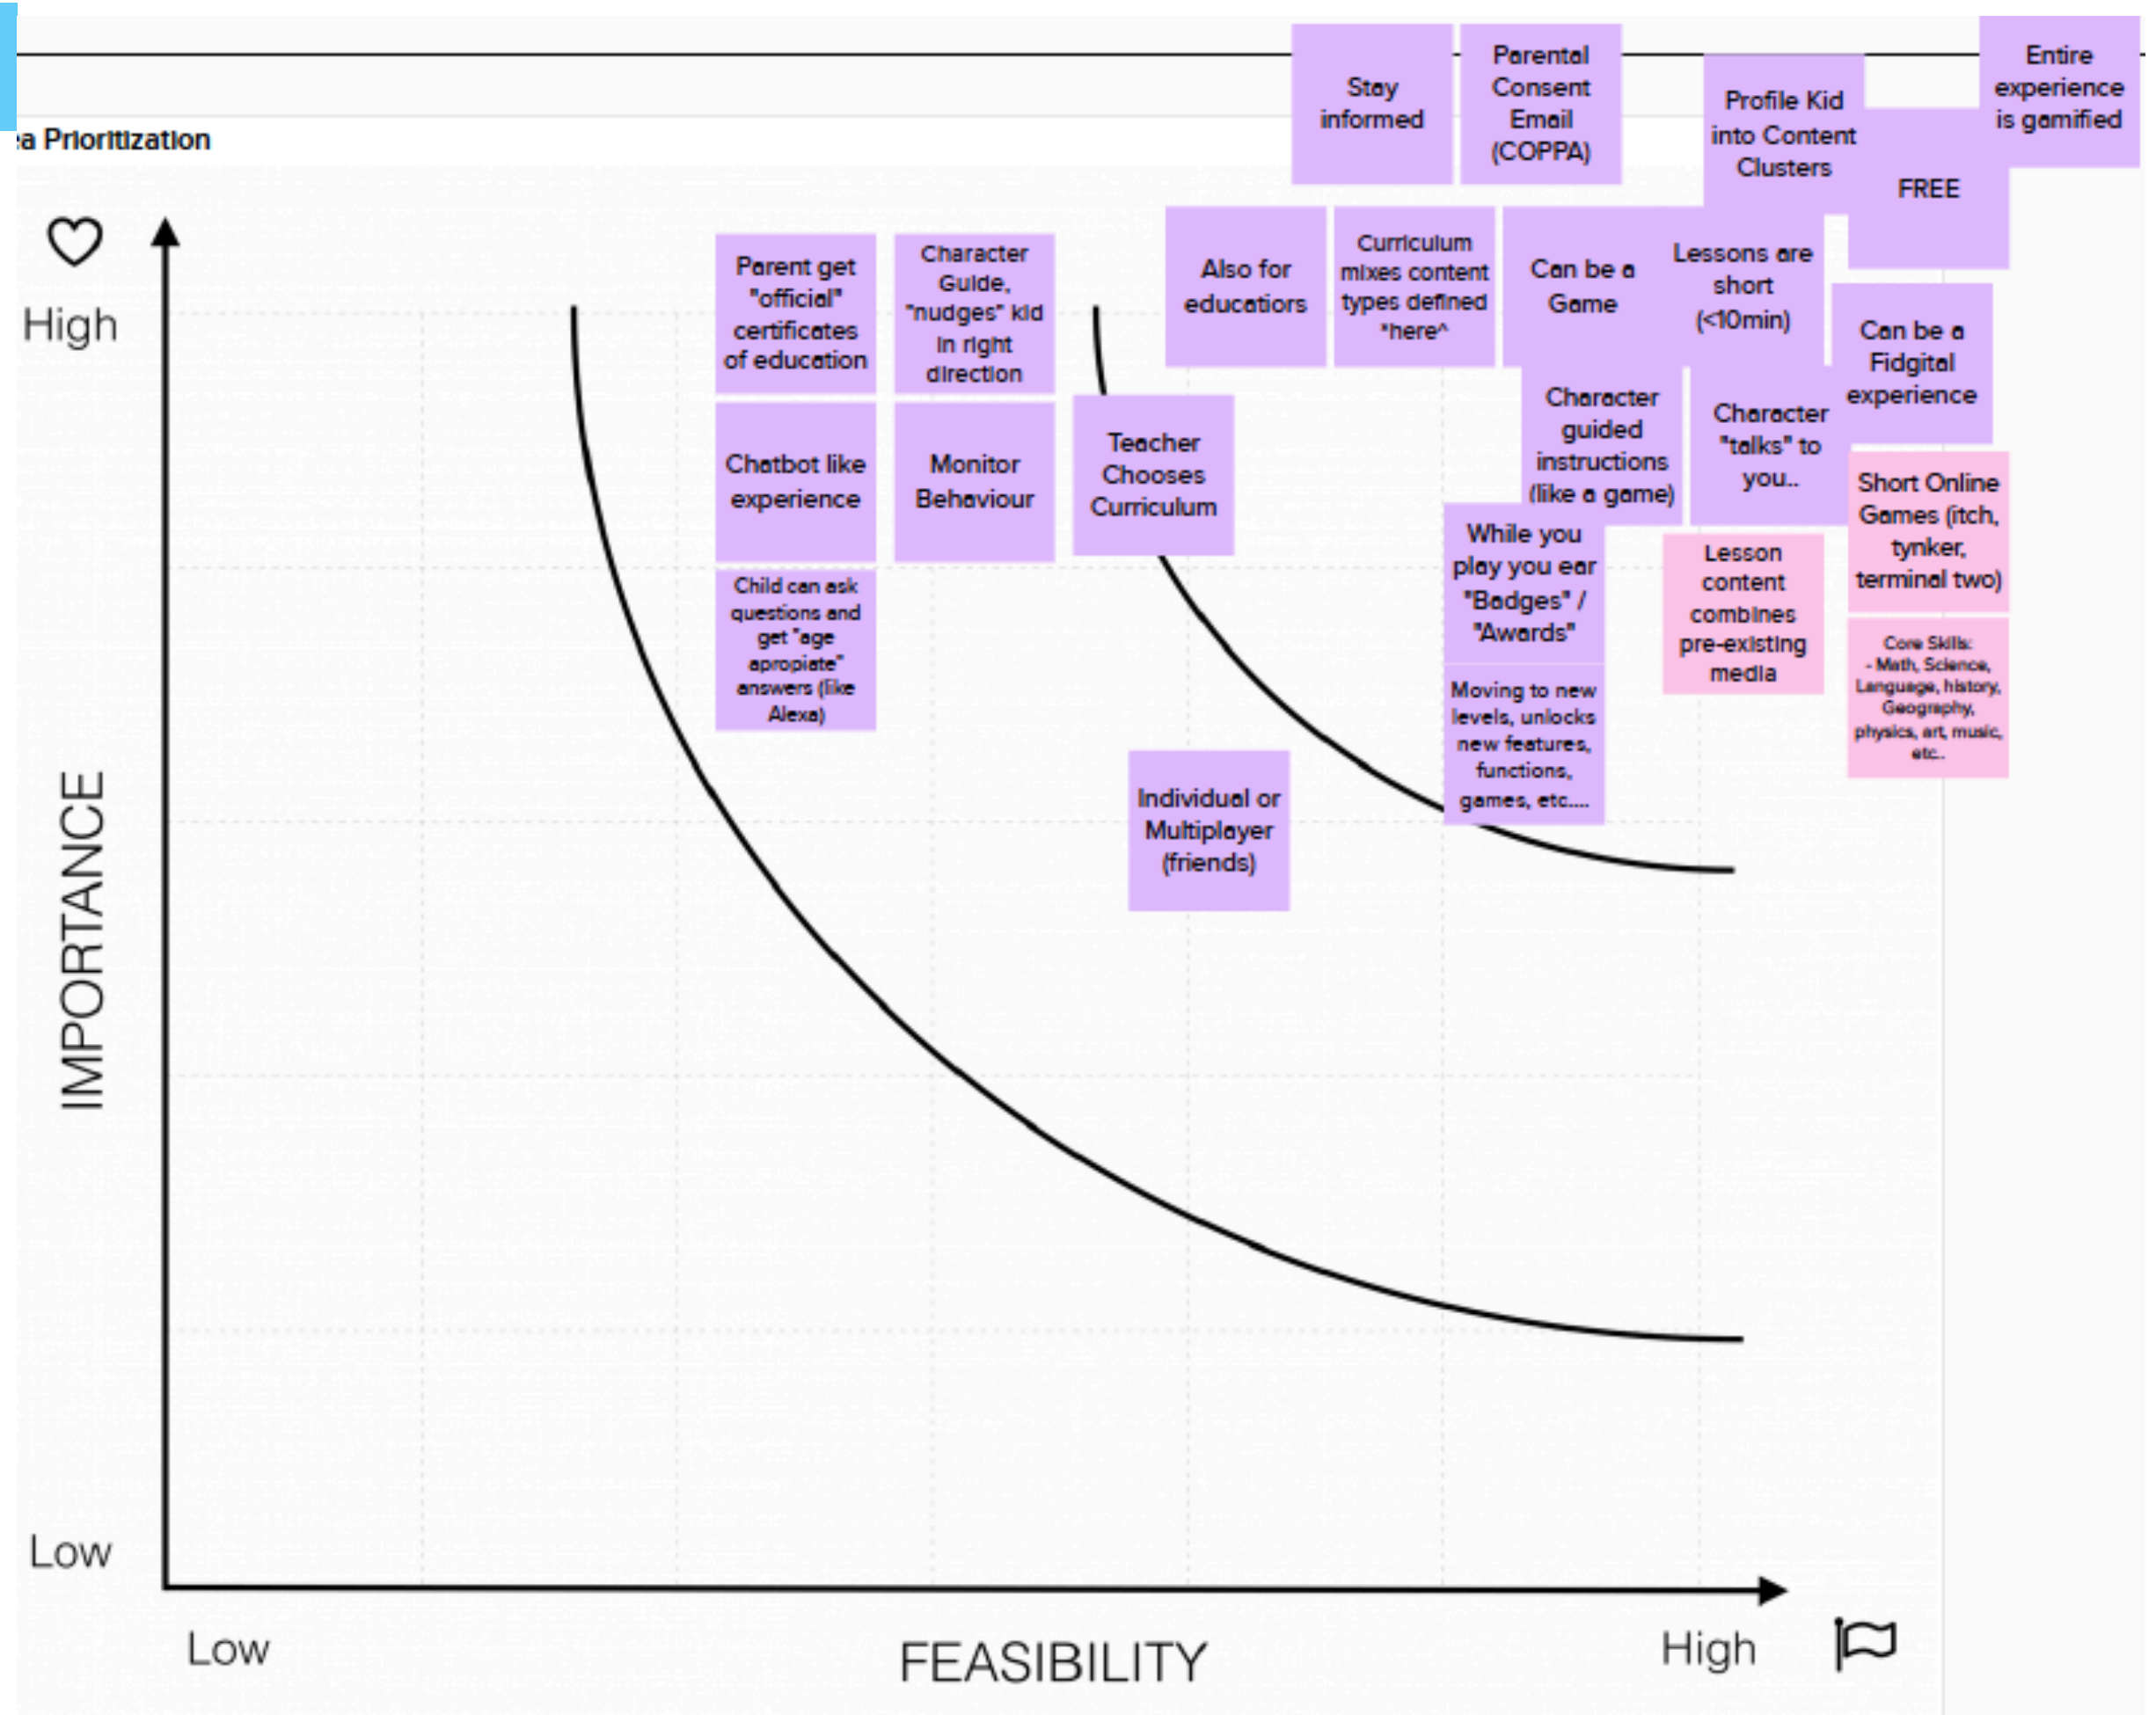 Stay
informed
Parental
Consent
Email
(COPPA)
Profile Kid
into Content
Clusters
Entire
experience
is gamified
FREE
ea Prioritization
High
Parent get
"official"
certificates
of education
Character
Guide,
"nudges" kid
in right
direction
Also for
educatiors
Curriculum
mixes content
types defined
*here^
Can be a
Game
Lessons are
short
(<10min)
Can be a
Fidgital
experience
Chatbot like
experience
Monitor
Behaviour
Teacher
Chooses
Curriculum
Character
guided
instructions
(like a game)
Character
"talks" to
you..
Short Online
Games (itch,
tynker,
terminal two)
While you
play you ear
"Badges" /
"Awards"
Lesson
content
combines
pre-existing
media
Child can ask
questions and
get "age
apropiate"
answers (like
Alexa)
Core Skills:
- Math, Science,
Language, history,
Geography,
physics, art, music,
etc..
Moving to new
levels, unlocks
new features,
functions,
games, etc....
Individual or
Multiplayer
(friends)
IMPORTANCE
Low
Low
FEASIBILITY
High